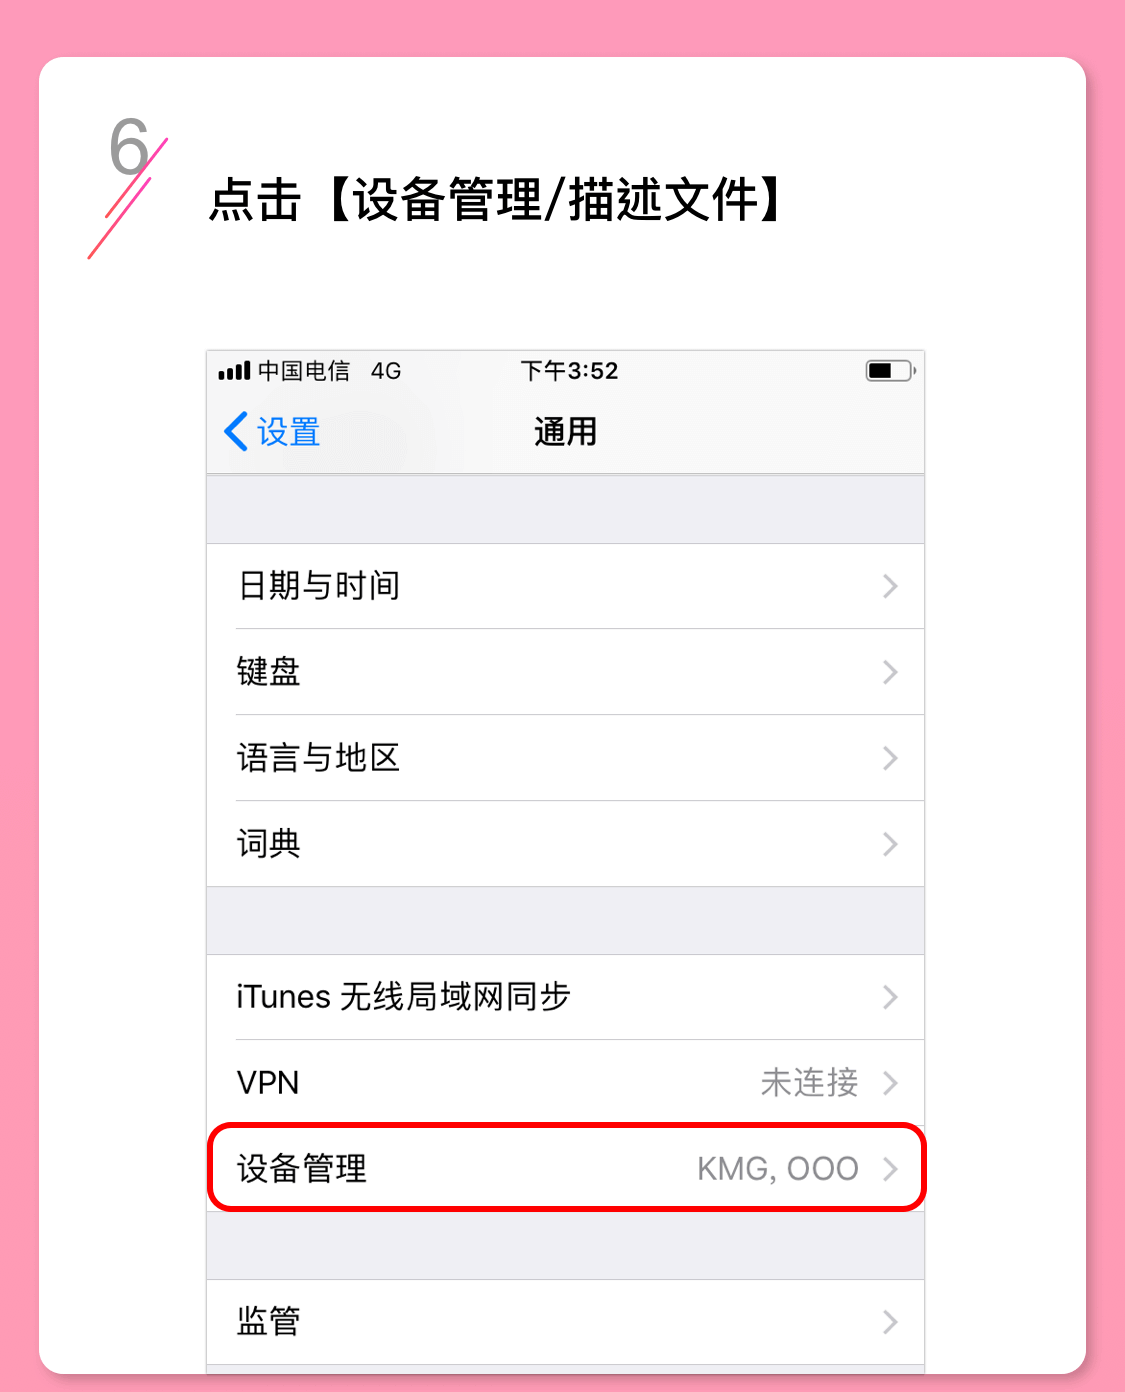 6
点击【设备管理/描述文件】
中国电信 4G 下午3:52
设置 通用
日期与时间
键盘
语言与地区
词典
iTunes 无线局域网同步
VPN 未连接
设备管理 KMG, OOO
监管